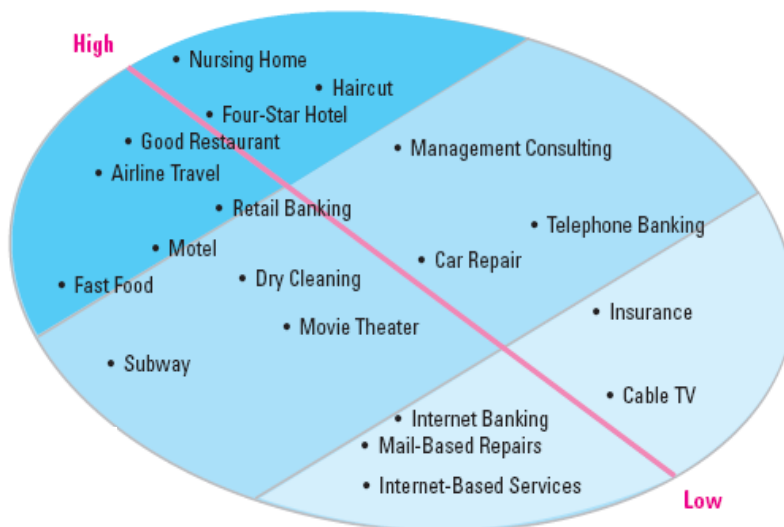 High
Nursing Home
Haircut
Four-Star Hotel
Good Restaurant
Management Consulting
Airline Travel
Retail Banking
Telephone Banking
Motel
Car Repair
Dry Cleaning
Fast Food
Insurance
Movie Theater
Subway
Cable TV
Internet Banking
Mail-Based Repairs
Internet-Based Services
Low